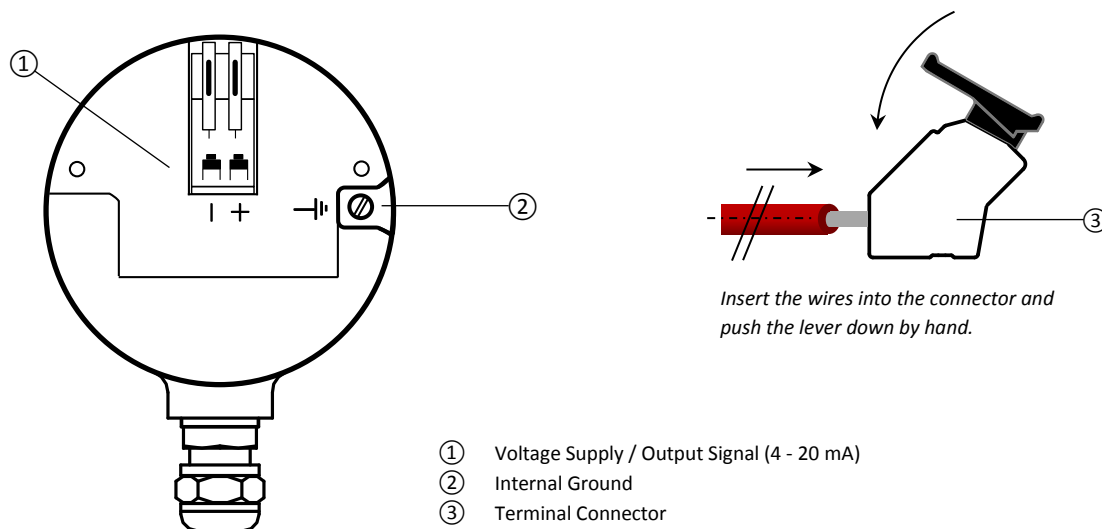 ①
②
− +
③
Insert the wires into the connector and
push the lever down by hand.
① Voltage Supply / Output Signal (4 - 20 mA)
② Internal Ground
③ Terminal Connector